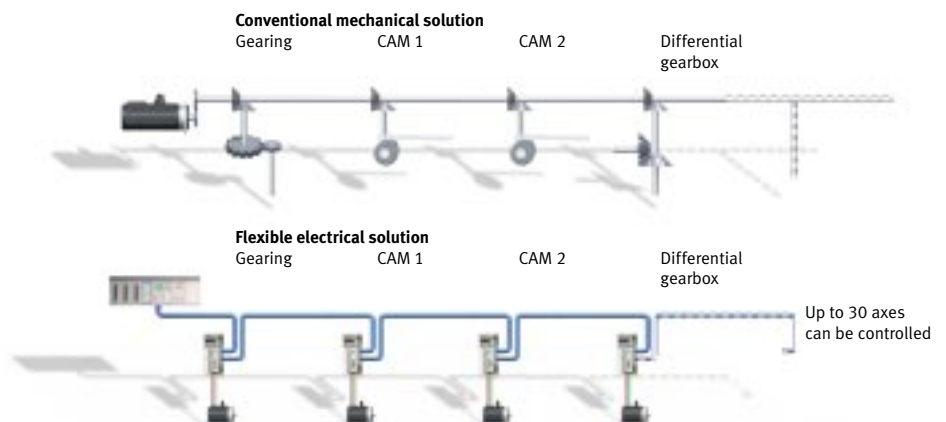 Conventional mechanical solution
Gearing CAM 1 CAM 2 Differential
gearbox
Flexible electrical solution
Gearing CAM 1 CAM 2 Differential
gearbox
Up to 30 axes
can be controlled